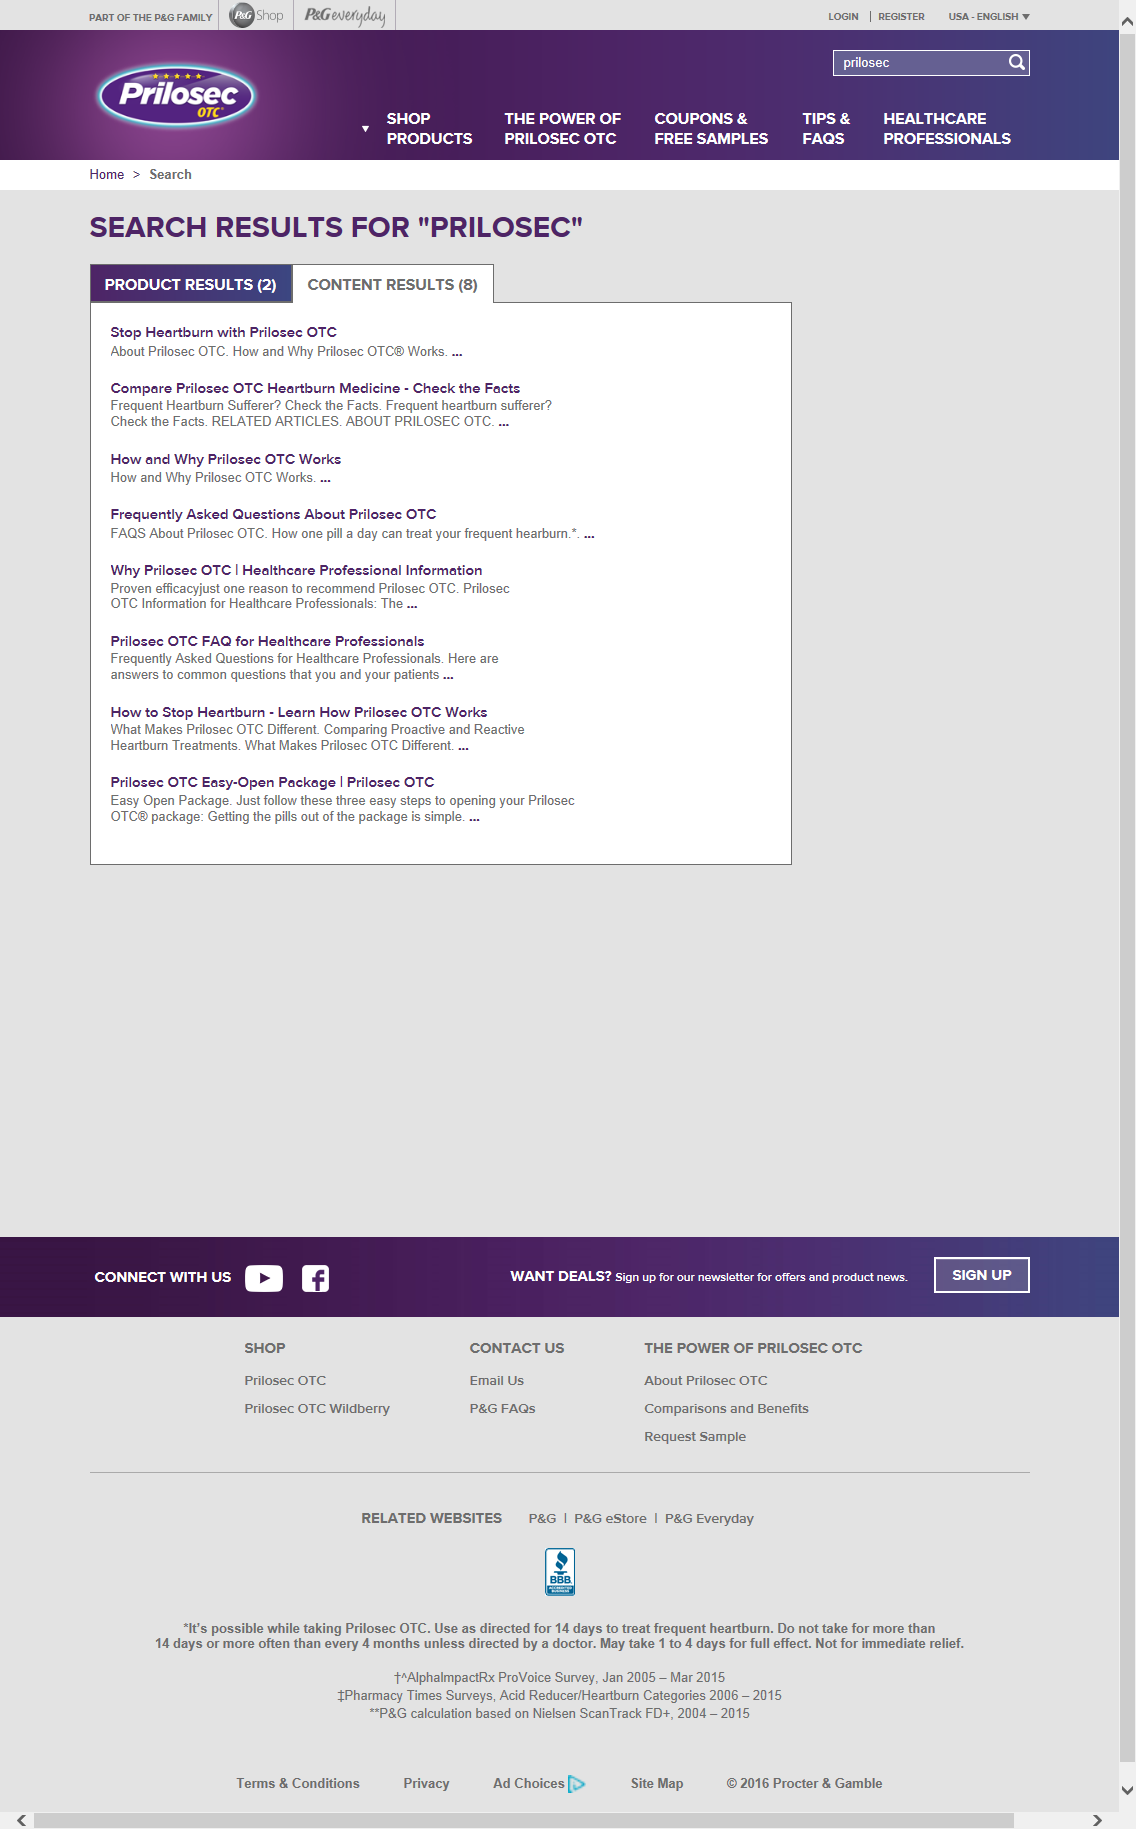 PART OF THE P&G FAMILY
P&G Shop
P&G everyday
LOGIN | REGISTER
USA - ENGLISH
Prilosec
OTC
prilosec
SHOP
PRODUCTS
THE POWER OF
PRILOSEC OTC
COUPONS &
FREE SAMPLES
TIPS &
FAQS
HEALTHCARE
PROFESSIONALS
Home > Search
SEARCH RESULTS FOR "PRILOSEC"
PRODUCT RESULTS (2)
CONTENT RESULTS (8)
Stop Heartburn with Prilosec OTC
About Prilosec OTC. How and Why Prilosec OTC® Works. ...
Compare Prilosec OTC Heartburn Medicine - Check the Facts
Frequent Heartburn Sufferer? Check the Facts. Frequent heartburn sufferer?
Check the Facts. RELATED ARTICLES. ABOUT PRILOSEC OTC. ...
How and Why Prilosec OTC Works
How and Why Prilosec OTC Works. ...
Frequently Asked Questions About Prilosec OTC
FAQS About Prilosec OTC. How one pill a day can treat your frequent hearburn.*. ...
Why Prilosec OTC | Healthcare Professional Information
Proven efficacyjust one reason to recommend Prilosec OTC. Prilosec
OTC Information for Healthcare Professionals: The ...
Prilosec OTC FAQ for Healthcare Professionals
Frequently Asked Questions for Healthcare Professionals. Here are
answers to common questions that you and your patients ...
How to Stop Heartburn - Learn How Prilosec OTC Works
What Makes Prilosec OTC Different. Comparing Proactive and Reactive
Heartburn Treatments. What Makes Prilosec OTC Different. ...
Prilosec OTC Easy-Open Package | Prilosec OTC
Easy Open Package. Just follow these three easy steps to opening your Prilosec
OTC® package: Getting the pills out of the package is simple. ...
CONNECT WITH US
WANT DEALS? Sign up for our newsletter for offers and product news.
SIGN UP
SHOP
Prilosec OTC
Prilosec OTC Wildberry
CONTACT US
Email Us
P&G FAQs
THE POWER OF PRILOSEC OTC
About Prilosec OTC
Comparisons and Benefits
Request Sample
RELATED WEBSITES P&G | P&G eStore | P&G Everyday
BBB
ACCREDITED
BUSINESS
*It's possible while taking Prilosec OTC. Use as directed for 14 days to treat frequent heartburn. Do not take for more than
14 days or more often than every 4 months unless directed by a doctor. May take 1 to 4 days for full effect. Not for immediate relief.
†^AlphaImpactRx ProVoice Survey, Jan 2005 – Mar 2015
‡Pharmacy Times Surveys, Acid Reducer/Heartburn Categories 2006 – 2015
**P&G calculation based on Nielsen ScanTrack FD+, 2004 – 2015
Terms & Conditions
Privacy
Ad Choices
Site Map
© 2016 Procter & Gamble